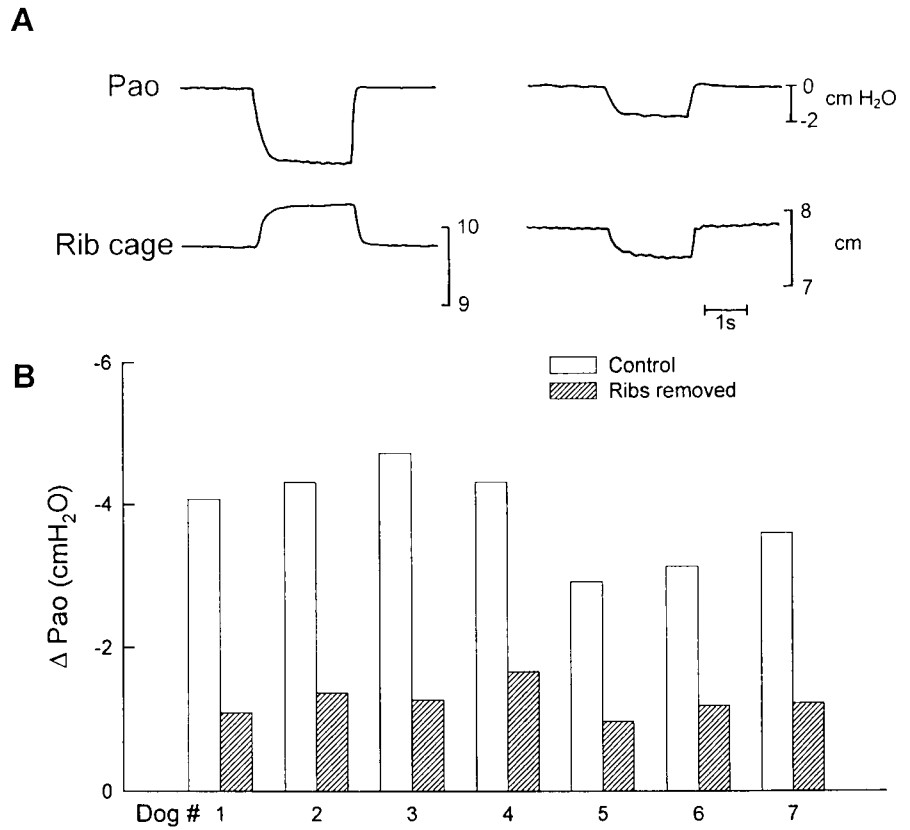 A
Pao
0
cm H₂O
-2
Rib cage
10
9
8
cm
7
1s
B
Control
Ribs removed
-6
-4
-2
0
Δ Pao (cmH₂O)
Dog # 1 2 3 4 5 6 7